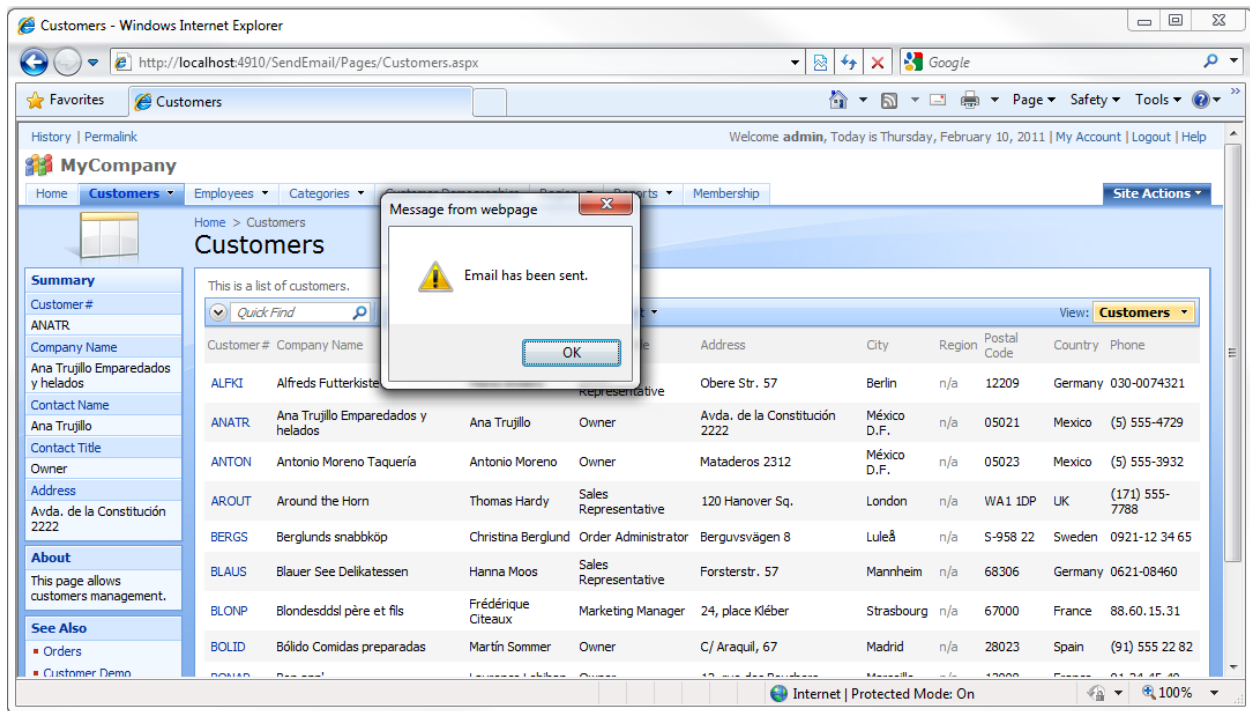 Customers - Windows Internet Explorer
http://localhost:4910/SendEmail/Pages/Customers.aspx
Google
Favorites Customers Page Safety Tools
History | Permalink Welcome admin, Today is Thursday, February 10, 2011 | My Account | Logout | Help
MyCompany
Home Customers Employees Categories Customer Demographics Region Reports Membership Site Actions
Home > Customers
Customers
Message from webpage
Email has been sent.
OK
Summary
Customer#
ANATR
Company Name
Ana Trujillo Emparedados
y helados
Contact Name
Ana Trujillo
Contact Title
Owner
Address
Avda. de la Constitución
2222
About
This page allows
customers management.
See Also
Orders
Customer Demo
This is a list of customers.
Quick Find View: Customers
Customer# Company Name Address City Region Postal Code Country Phone
ALFKI Alfreds Futterkiste Representative Obere Str. 57 Berlin n/a 12209 Germany 030-0074321
ANATR Ana Trujillo Emparedados y helados Ana Trujillo Owner Avda. de la Constitución 2222 México D.F. n/a 05021 Mexico (5) 555-4729
ANTON Antonio Moreno Taquería Antonio Moreno Owner Mataderos 2312 México D.F. n/a 05023 Mexico (5) 555-3932
AROUT Around the Horn Thomas Hardy Sales Representative 120 Hanover Sq. London n/a WA1 1DP UK (171) 555-7788
BERGS Berglunds snabbköp Christina Berglund Order Administrator Berguvsvägen 8 Luleå n/a S-958 22 Sweden 0921-12 34 65
BLAUS Blauer See Delikatessen Hanna Moos Sales Representative Forsterstr. 57 Mannheim n/a 68306 Germany 0621-08460
BLONP Blondesddsl père et fils Frédérique Citeaux Marketing Manager 24, place Kléber Strasbourg n/a 67000 France 88.60.15.31
BOLID Bólido Comidas preparadas Martín Sommer Owner C/ Araquil, 67 Madrid n/a 28023 Spain (91) 555 22 82
Internet | Protected Mode: On 100%